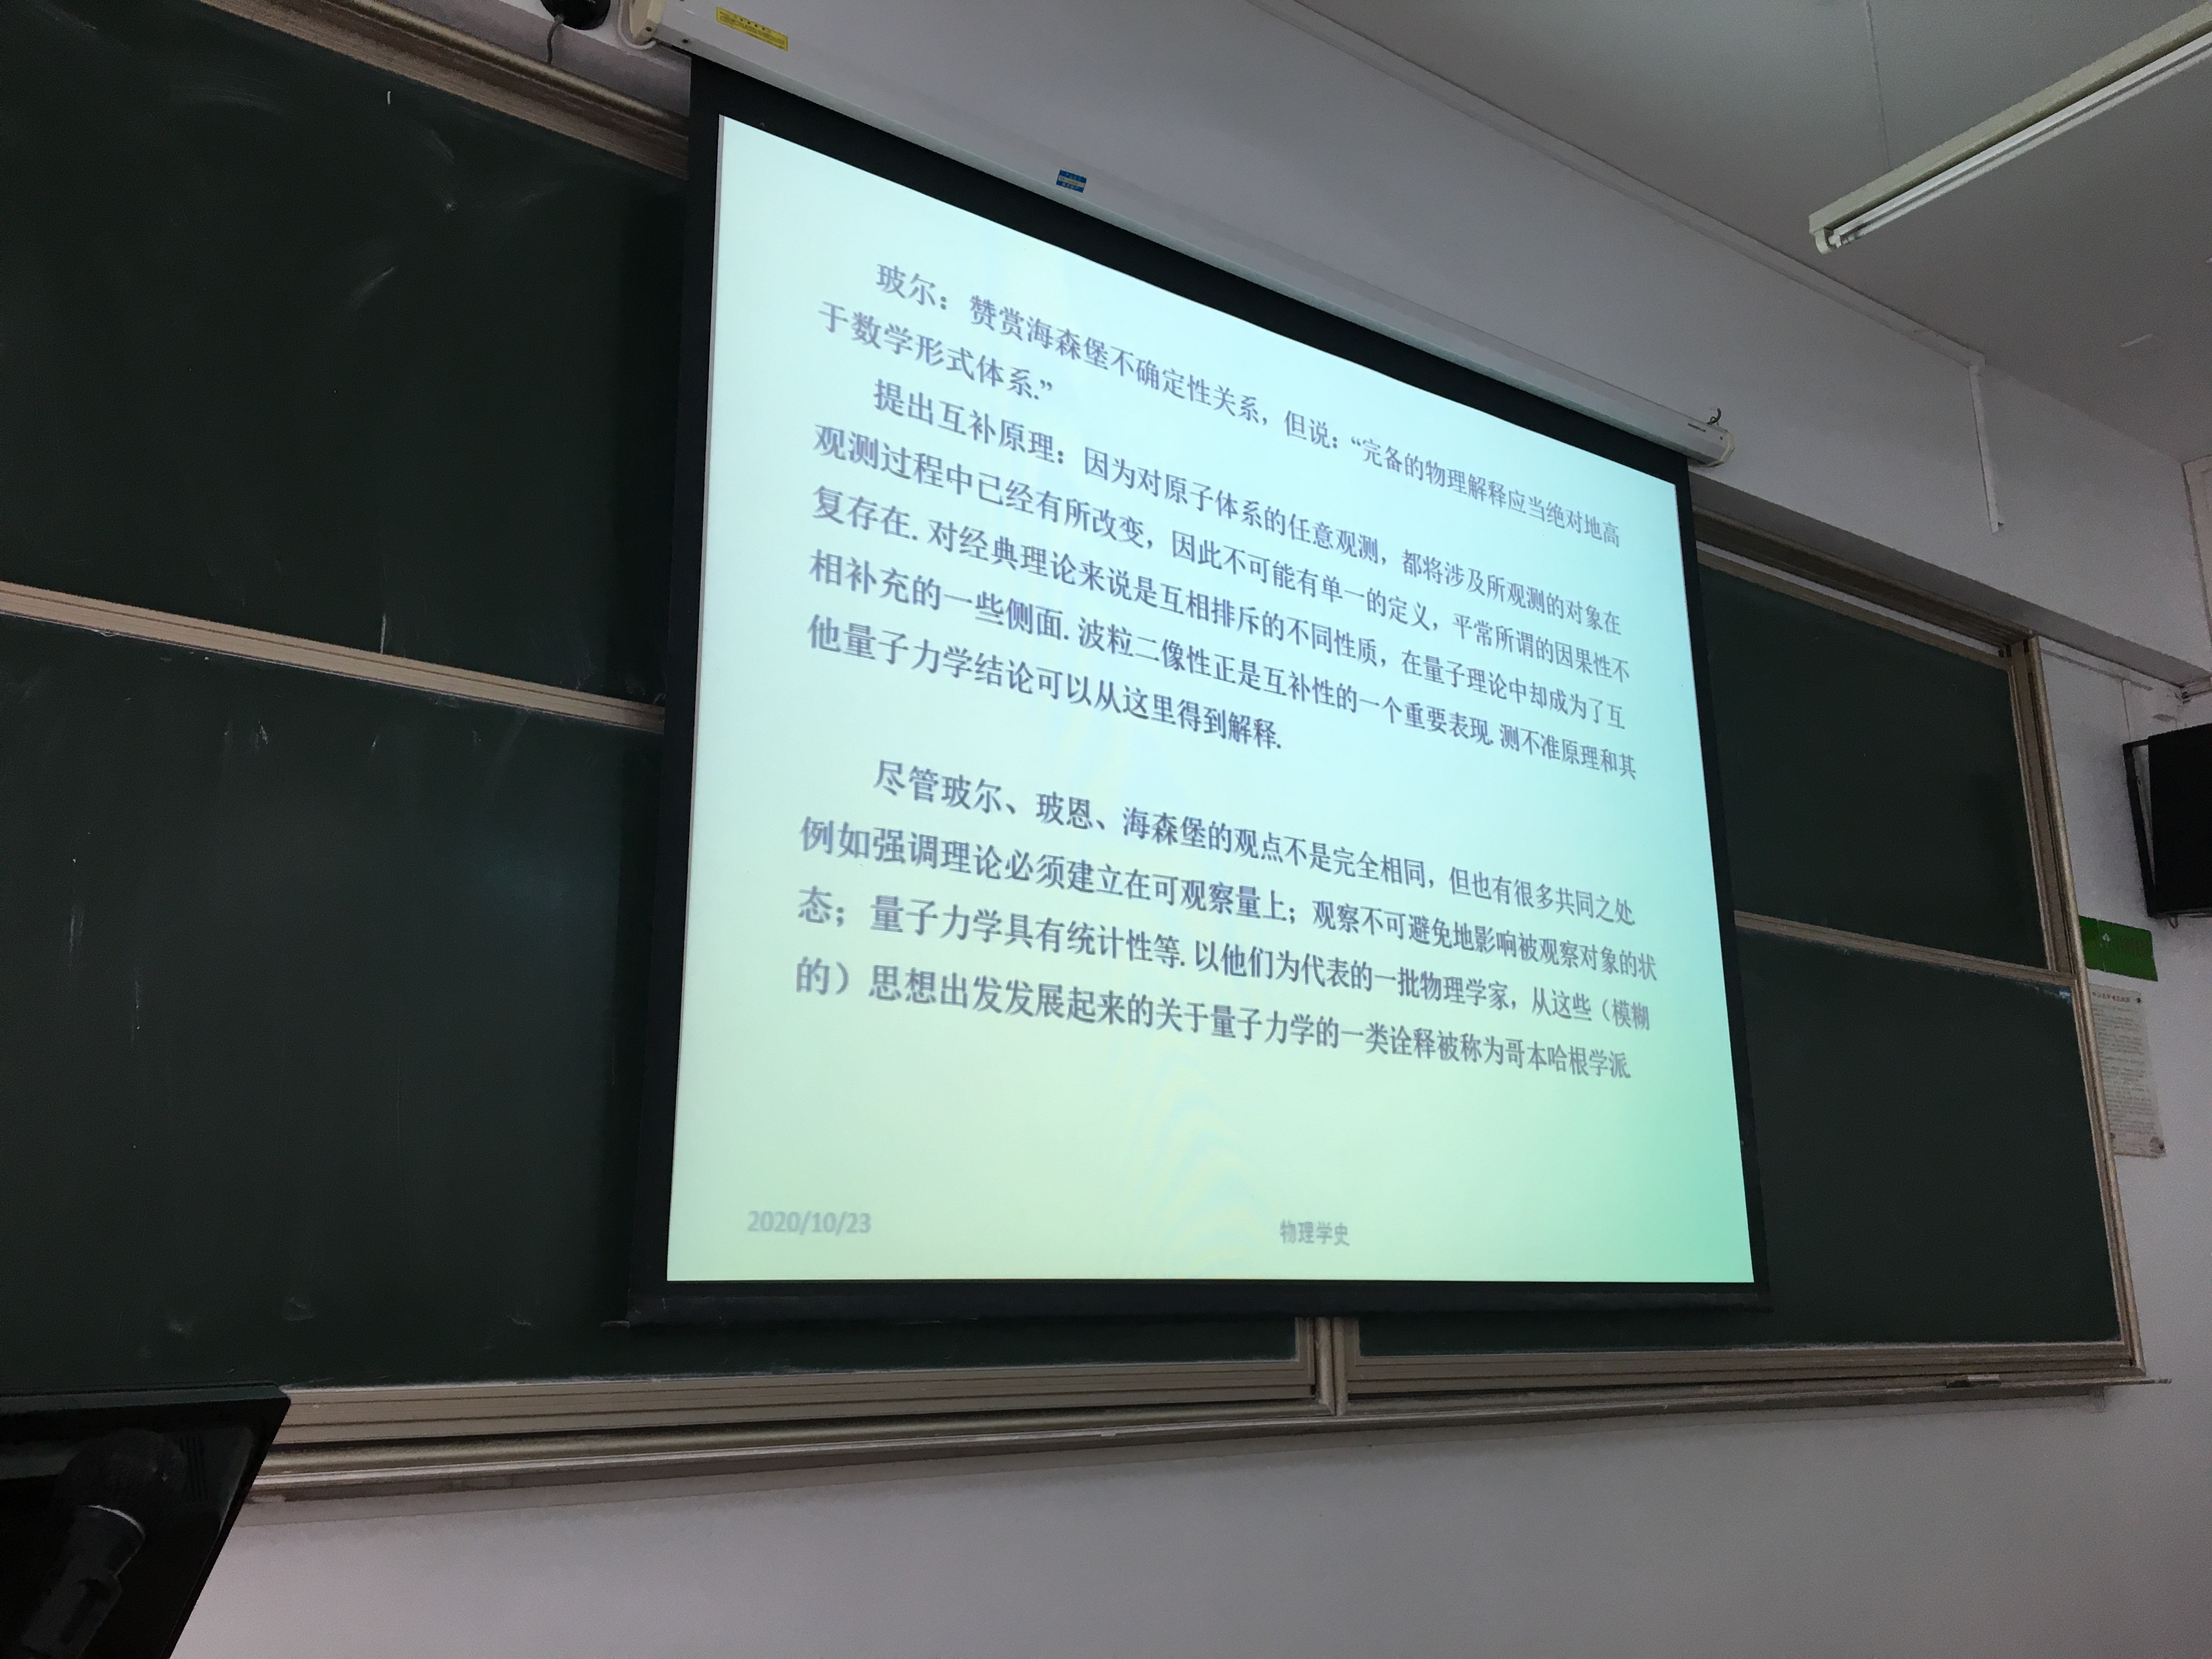 玻尔：赞赏海森堡不确定性关系，但说：“完备的物理解释应当绝对地高
于数学形式体系.”
提出互补原理：因为对原子体系的任意观测，都将涉及所观测的对象在
观测过程中已经有所改变，因此不可能有单一的定义，平常所谓的因果性不
复存在. 对经典理论来说是互相排斥的不同性质，在量子理论中却成为了互
相补充的一些侧面. 波粒二像性正是互补性的一个重要表现. 测不准原理和其
他量子力学结论可以从这里得到解释.
尽管玻尔、玻恩、海森堡的观点不是完全相同，但也有很多共同之处
例如强调理论必须建立在可观察量上；观察不可避免地影响被观察对象的状
态；量子力学具有统计性等. 以他们为代表的一批物理学家，从这些（模糊
的）思想出发发展起来的关于量子力学的一类诠释被称为哥本哈根学派.
2020/10/23
物理学史